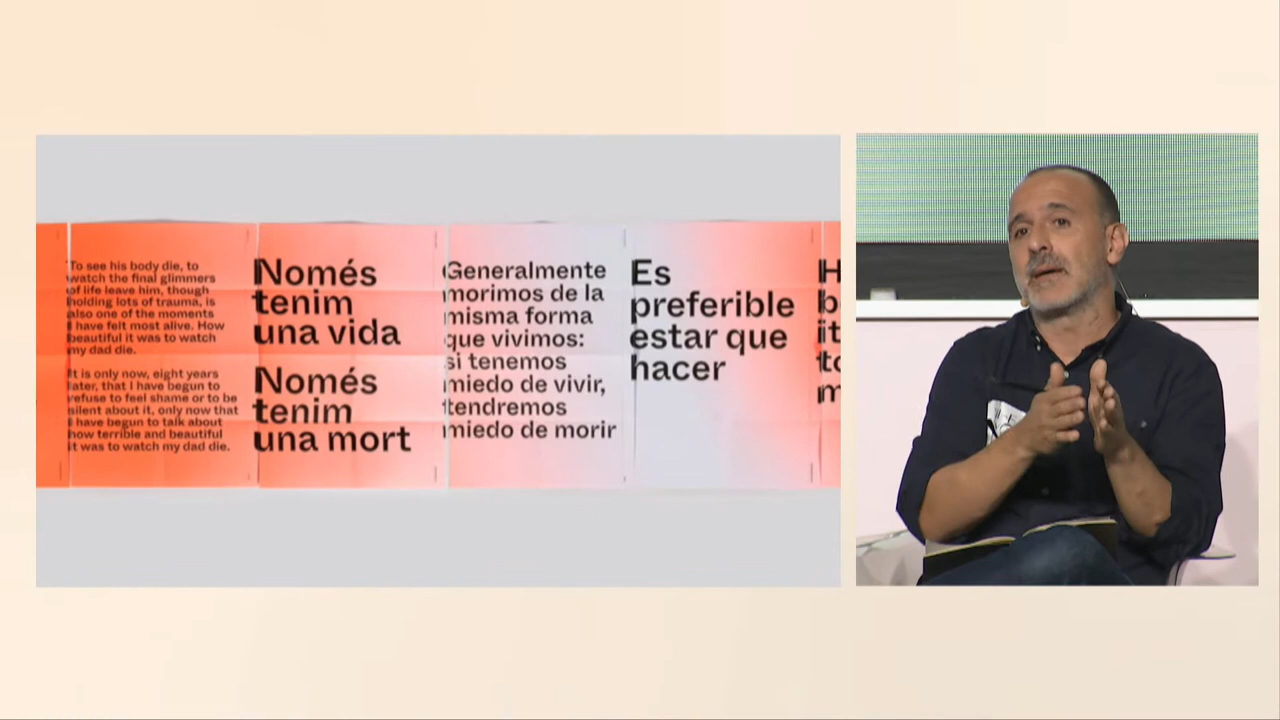 To see his body die, to
watch the final glimmers
of life leave him, though
holding lots of trauma, is
also one of the moments
I have felt most alive. How
beautiful it was to watch
my dad die.
It is only now, eight years
later, that I have begun to
refuse to feel shame or to be
silent about it, only now that
I have begun to talk about
how terrible and beautiful
it was to watch my dad die.
Només
tenim
una vida
Només
tenim
una mort
Generalmente
morimos de la
misma forma
que vivimos:
si tenemos
miedo de vivir,
tendremos
miedo de morir
Es
preferible
estar que
hacer